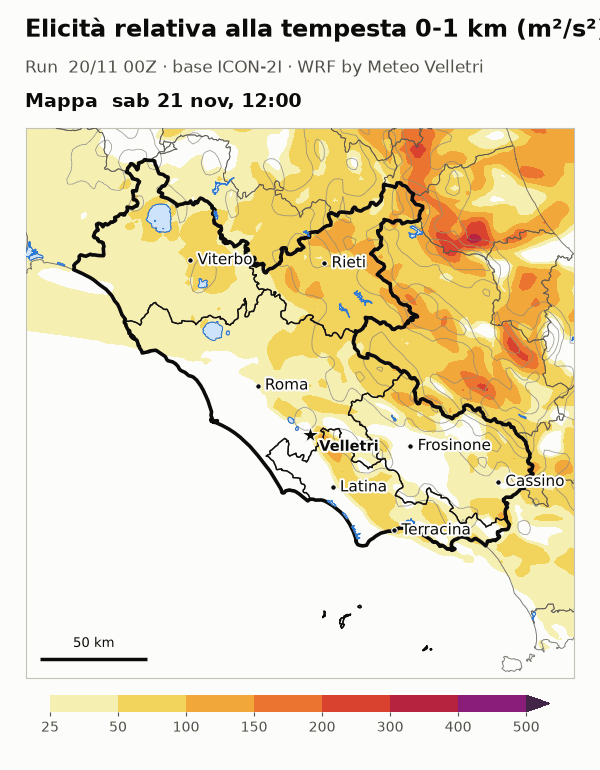 Elicità relativa alla tempesta 0-1 km (m²/s²)
Run 20/11 00Z · base ICON-2I · WRF by Meteo Velletri
Mappa sab 21 nov, 12:00
Viterbo
Rieti
Roma
Velletri
Frosinone
Cassino
Latina
Terracina
50 km
25 50 100 150 200 300 400 500